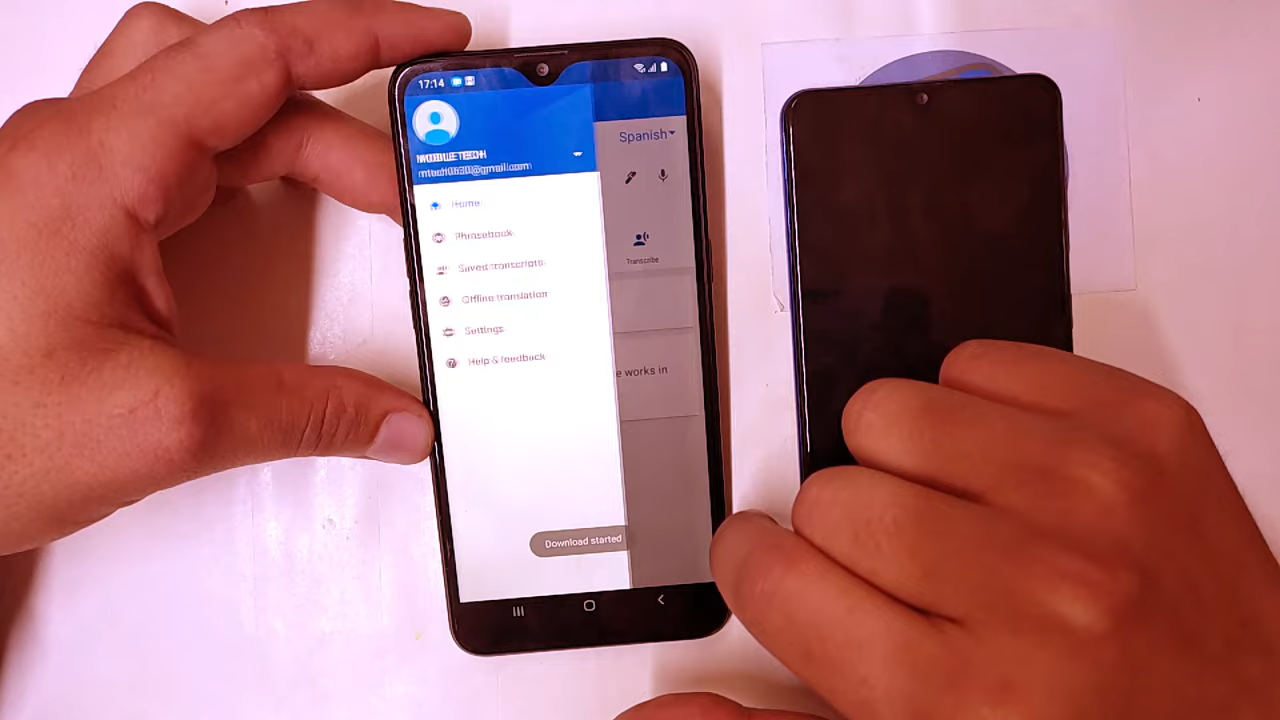 17:14
MOBILE TECH
Spanish
Home
Phrasebook
Saved transcripts
Transcribe
Offline translation
Settings
Help & feedback
e works in
Download started